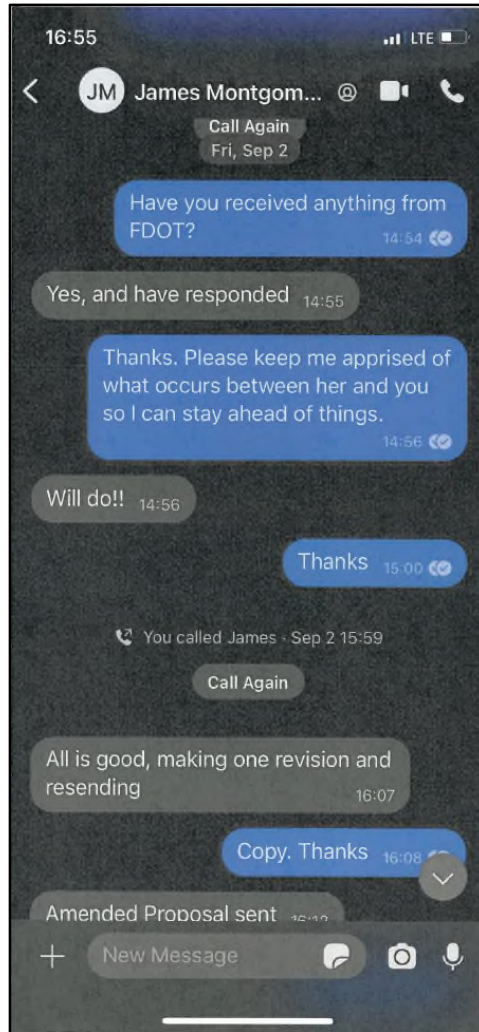 16:55 LTE
JM James Montgom...
Call Again
Fri, Sep 2
Have you received anything from
FDOT?
14:54
Yes, and have responded 14:55
Thanks. Please keep me apprised of
what occurs between her and you
so I can stay ahead of things.
14:56
Will do!! 14:56
Thanks 15:00
You called James · Sep 2 15:59
Call Again
All is good, making one revision and
resending
16:07
Copy. Thanks 16:08
Amended Proposal sent
New Message